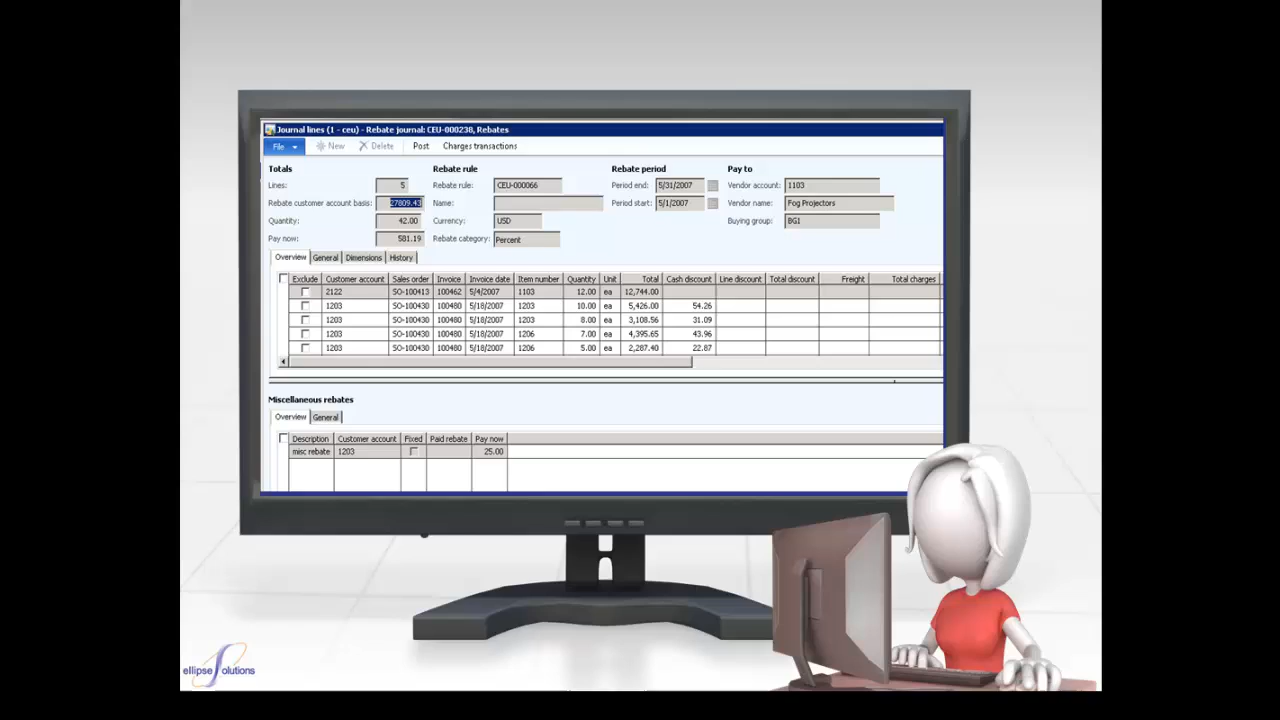 Journal lines (1 - ceu) - Rebate journal: CEU-000238, Rebates
File New Delete Post Charges transactions
Totals Rebate rule Rebate period Pay to
Lines: 5 Rebate rule: CEU-000066 Period end: 5/31/2007 Vendor account: 1103
Rebate customer account basis: 27809.43 Name: Period start: 5/1/2007 Vendor name: Fog Projectors
Quantity: 42.00 Currency: USD Buying group: BG1
Pay now: 581.19 Rebate category: Percent
Overview General Dimensions History
Exclude Customer account Sales order Invoice Invoice date Item number Quantity Unit Total Cash discount Line discount Total discount Freight Total charges
2122 SO-100413 100462 5/4/2007 1103 12.00 ea 12,744.00
1203 SO-100430 100480 5/18/2007 1203 10.00 ea 5,426.00 54.26
1203 SO-100430 100480 5/18/2007 1203 8.00 ea 3,108.56 31.09
1203 SO-100430 100480 5/18/2007 1206 7.00 ea 4,395.65 43.96
1203 SO-100430 100480 5/18/2007 1206 5.00 ea 2,287.40 22.87
Miscellaneous rebates
Overview General
Description Customer account Fixed Paid rebate Pay now
misc rebate 1203 25.00
ellipse Solutions